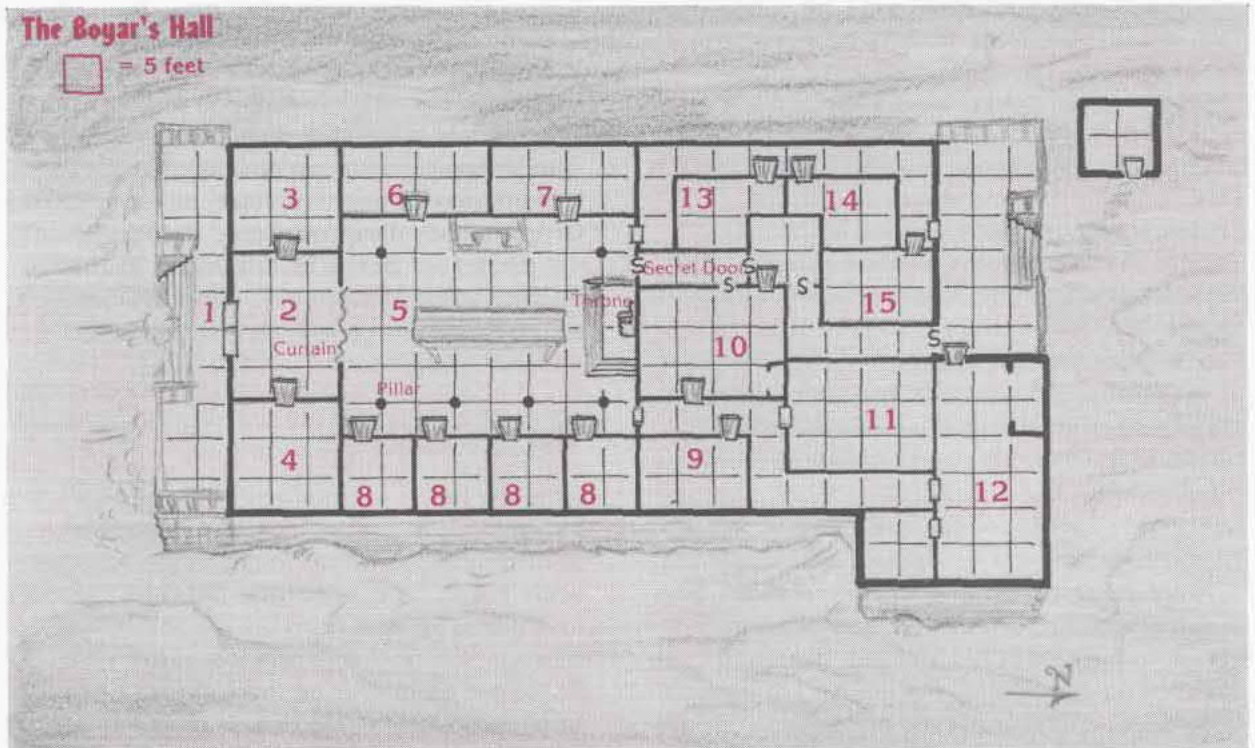 The Boyar's Hall
= 5 feet
3
6
7
13
14
S
Secret Door
S
S
S
1
2
5
Throne
15
Curtain
10
S
Pillar
11
4
9
8
8
8
8
12
N